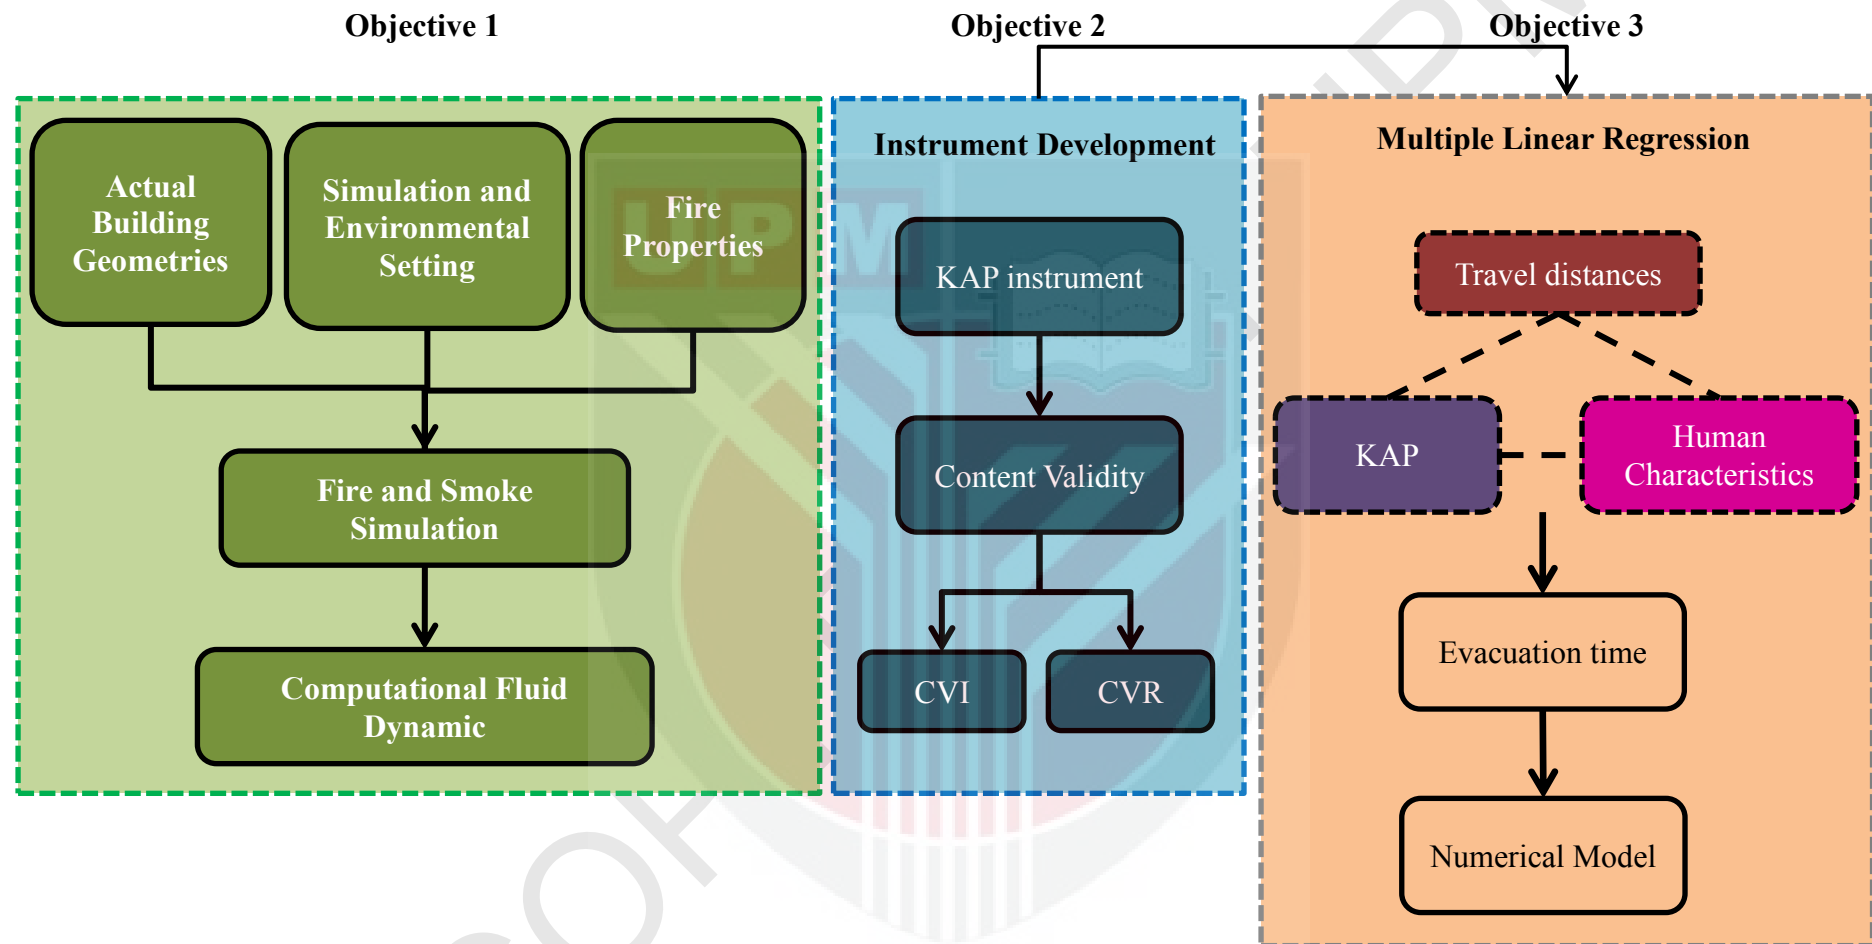 Objective 1
Objective 2
Objective 3
Actual
Building
Geometries
Simulation and
Environmental
Setting
Fire
Properties
Fire and Smoke
Simulation
Computational Fluid
Dynamic
Instrument Development
KAP instrument
Content Validity
CVI
CVR
Multiple Linear Regression
Travel distances
KAP
Human
Characteristics
Evacuation time
Numerical Model
UPM